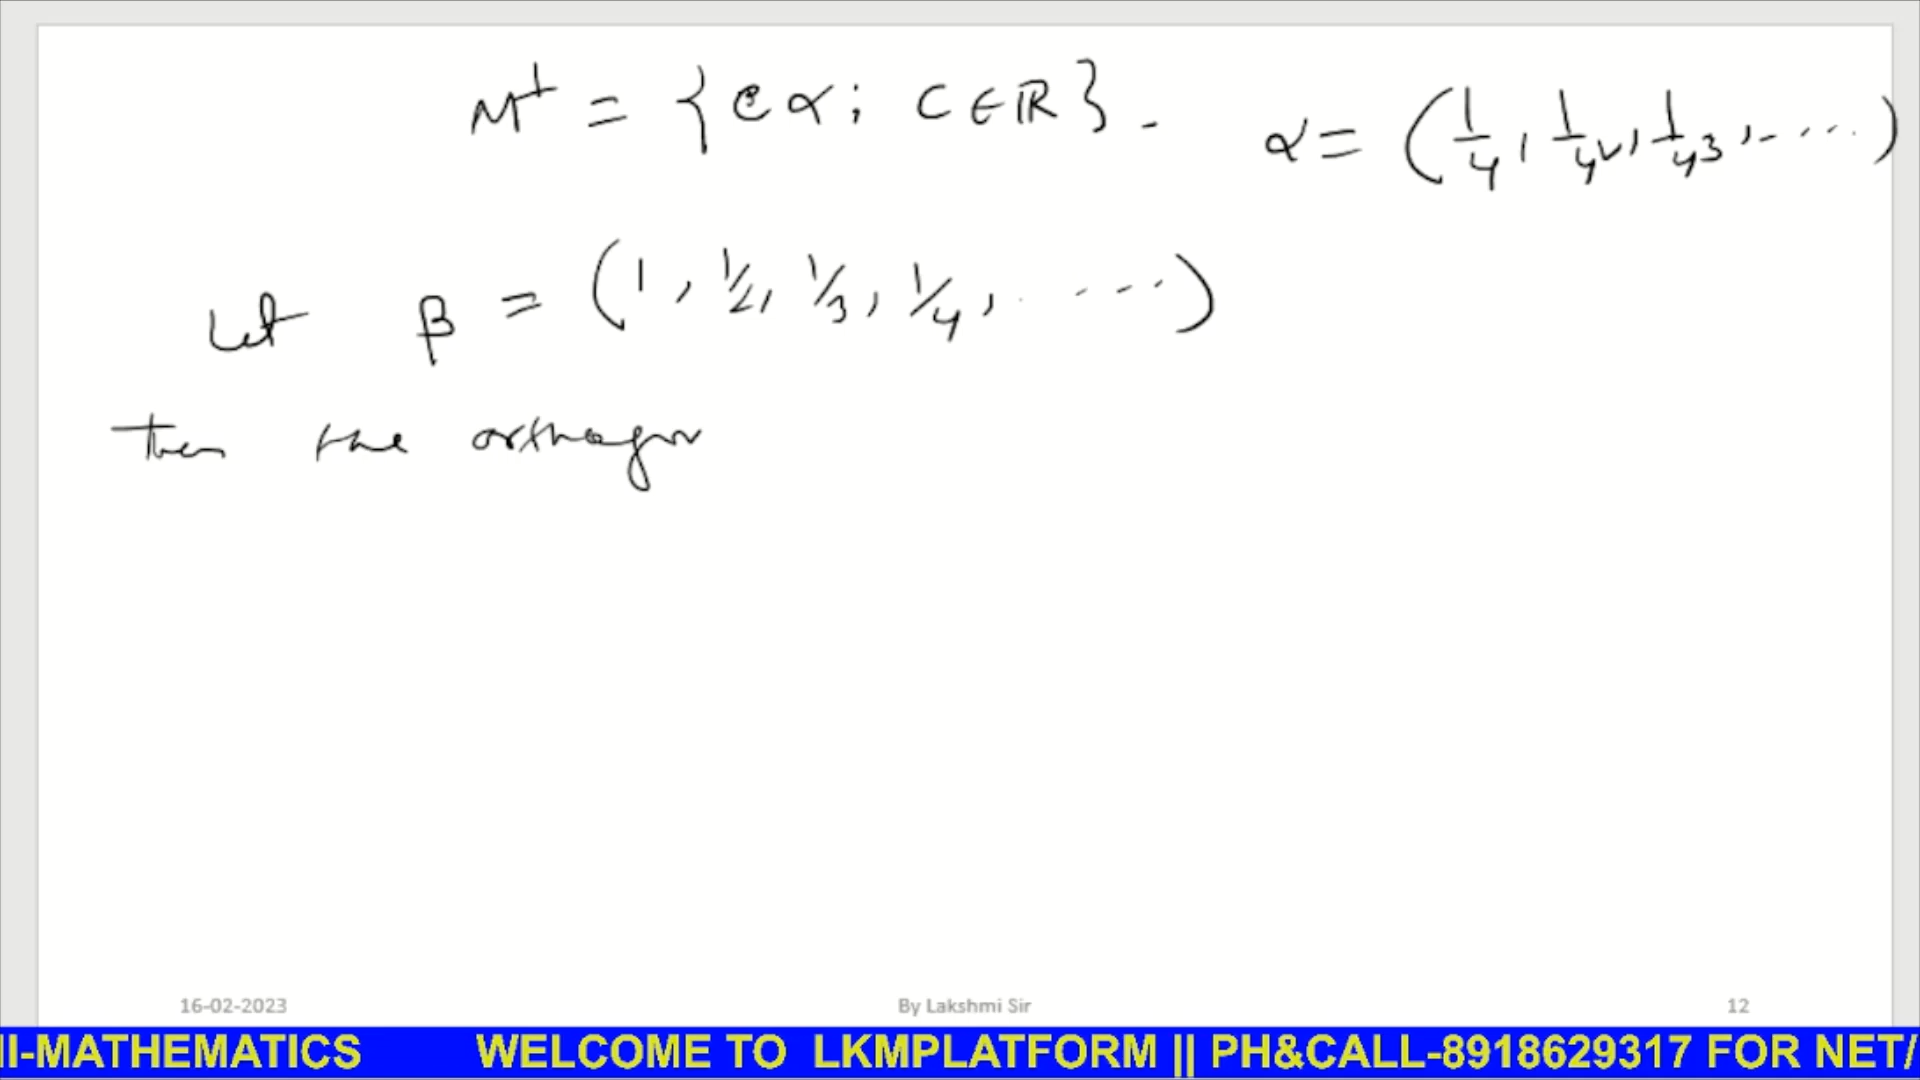 M⊥ = {cα; C∈ℝ}. α = (1/4, 1/4², 1/4³, ......)
Let β = (1, 1/2, 1/3, 1/4, ......)
Then the orthogon
16-02-2023 By Lakshmi Sir 12
II-MATHEMATICS WELCOME TO LKMPLATFORM || PH&CALL-8918629317 FOR NET/